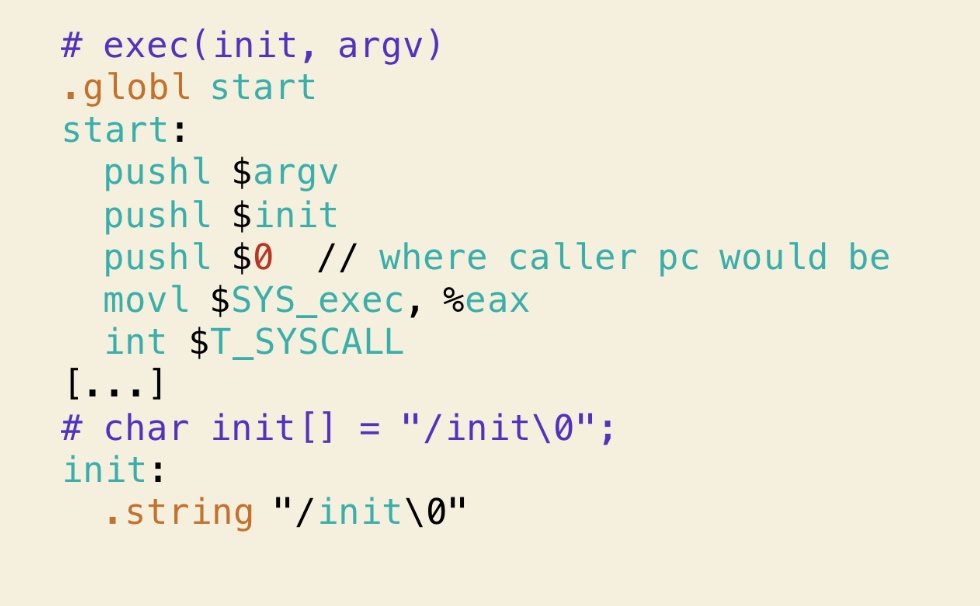 # exec(init, argv)
.globl start
start:
  pushl $argv
  pushl $init
  pushl $0  // where caller pc would be
  movl $SYS_exec, %eax
  int $T_SYSCALL
[...]
# char init[] = "/init\0";
init:
  .string "/init\0"